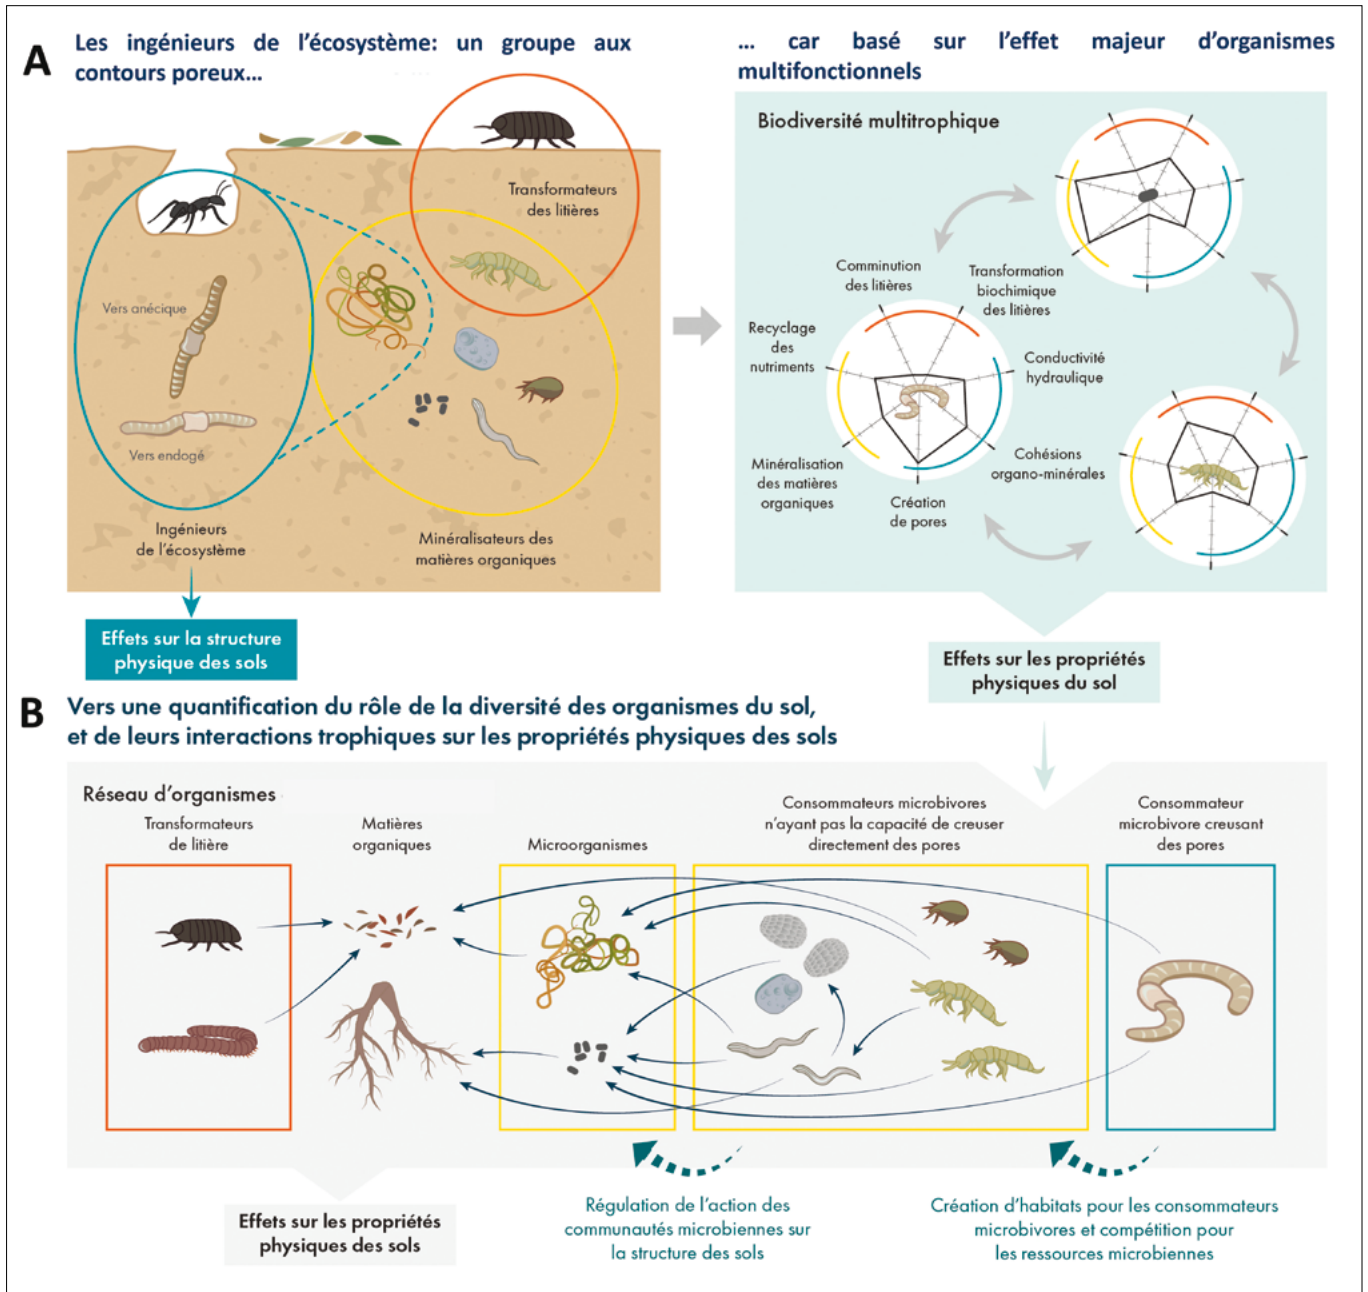 A
Les ingénieurs de l'écosystème: un groupe aux
contours poreux...
... car basé sur l'effet majeur d'organismes
multifonctionnels
Transformateurs
des litières
Vers anécique
Vers endogé
Ingénieurs
de l'écosystème
Minéralisateurs des
matières organiques
Effets sur la structure
physique des sols
Biodiversité multitrophique
Comminution
des litières
Transformation
biochimique
des litières
Recyclage
des
nutriments
Conductivité
hydraulique
Minéralisation
des matières
organiques
Cohésions
organo-minérales
Création
de pores
Effets sur les propriétés
physiques du sol
B
Vers une quantification du rôle de la diversité des organismes du sol,
et de leurs interactions trophiques sur les propriétés physiques des sols
Réseau d'organismes
Transformateurs
de litière
Matières
organiques
Microorganismes
Consommateurs microbivores
n'ayant pas la capacité de creuser
directement des pores
Consommateur
microbivore creusant
des pores
Effets sur les propriétés
physiques des sols
Régulation de l'action des
communautés microbiennes sur
la structure des sols
Création d'habitats pour les consommateurs
microbivores et compétition pour
les ressources microbiennes